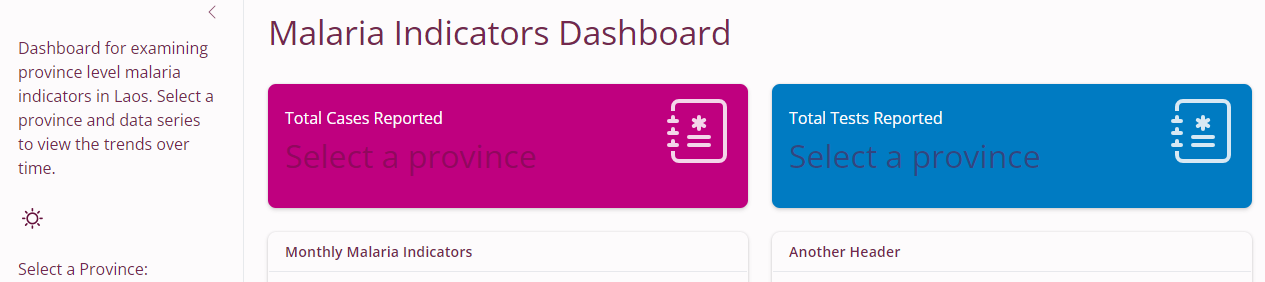 Dashboard for examining
province level malaria
indicators in Laos. Select a
province and data series
to view the trends over
time.
Select a Province:
Malaria Indicators Dashboard
Total Cases Reported
Select a province
Total Tests Reported
Select a province
Monthly Malaria Indicators
Another Header